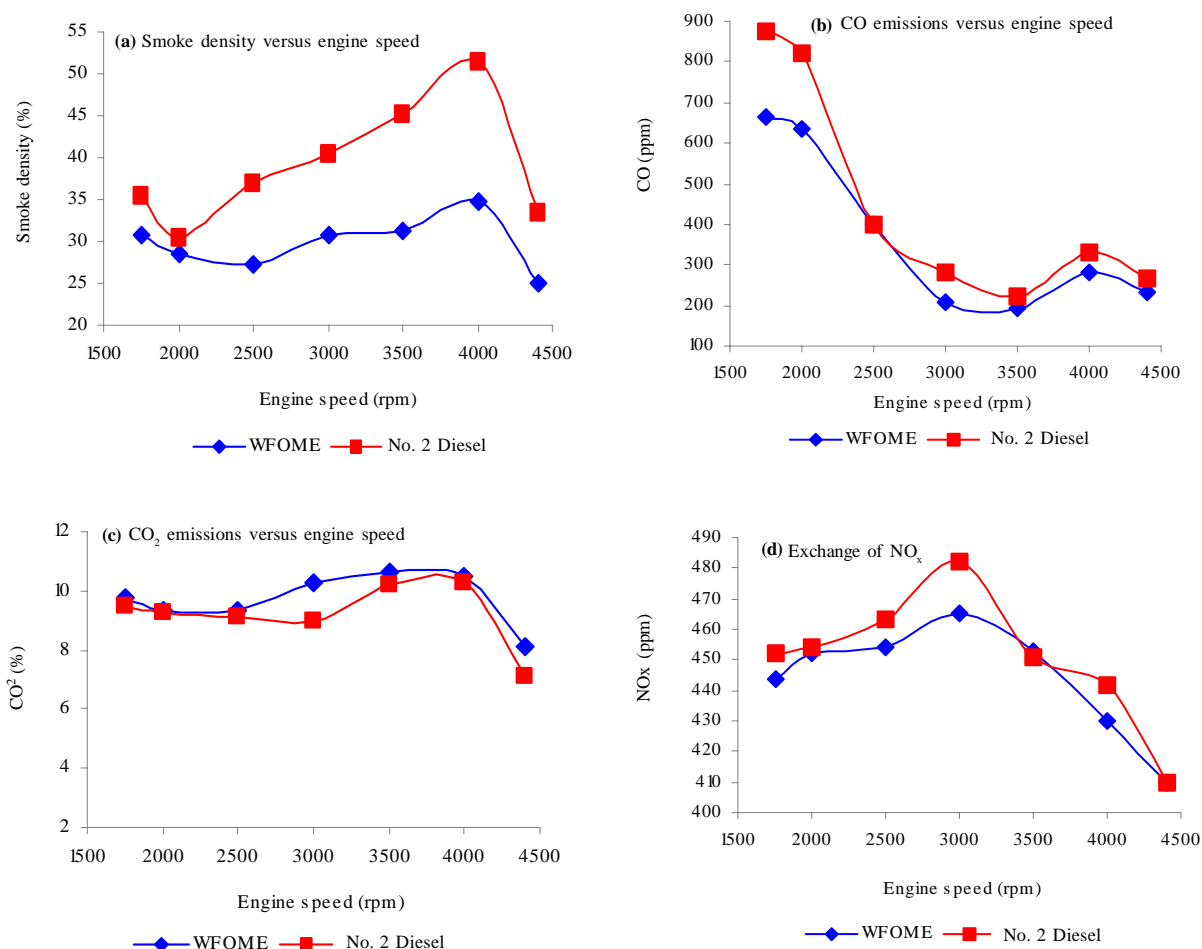 (a) Smoke density versus engine speed
55
50
45
40
35
30
25
20
Smoke density (%)
1500 2000 2500 3000 3500 4000 4500
Engine speed (rpm)
WFOME No. 2 Diesel
(b) CO emissions versus engine speed
900
800
700
600
500
400
300
200
100
CO (ppm)
1500 2000 2500 3000 3500 4000 4500
Engine speed (rpm)
WFOME No. 2 Diesel
(c) CO2 emissions versus engine speed
12
10
8
6
4
2
CO2 (%)
1500 2000 2500 3000 3500 4000 4500
Engine speed (rpm)
WFOME No. 2 Diesel
(d) Exchange of NOx
490
480
470
460
450
440
430
420
410
400
NOx (ppm)
1500 2000 2500 3000 3500 4000 4500
Engine speed (rpm)
WFOME No. 2 Diesel